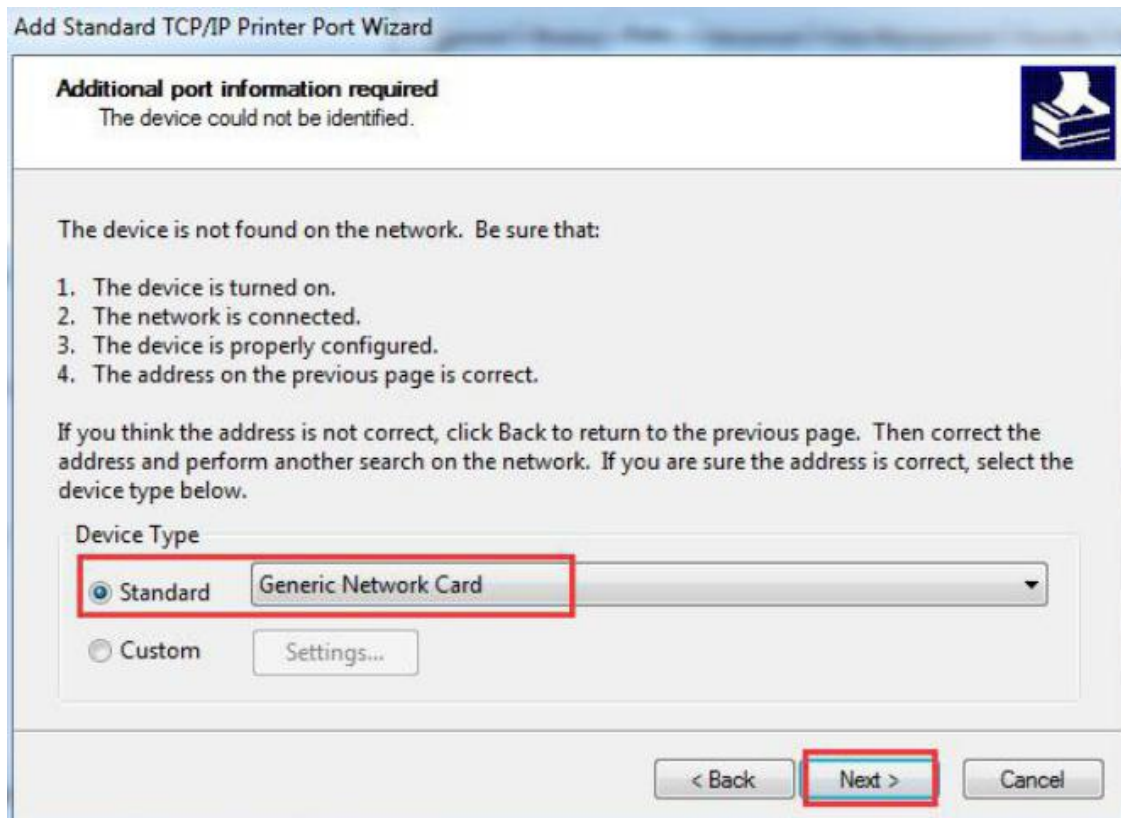 Add Standard TCP/IP Printer Port Wizard
Additional port information required
The device could not be identified.
The device is not found on the network.  Be sure that:
1.  The device is turned on.
2.  The network is connected.
3.  The device is properly configured.
4.  The address on the previous page is correct.
If you think the address is not correct, click Back to return to the previous page.  Then correct the
address and perform another search on the network.  If you are sure the address is correct, select the
device type below.
Device Type
Standard Generic Network Card
Custom Settings...
< Back Next > Cancel